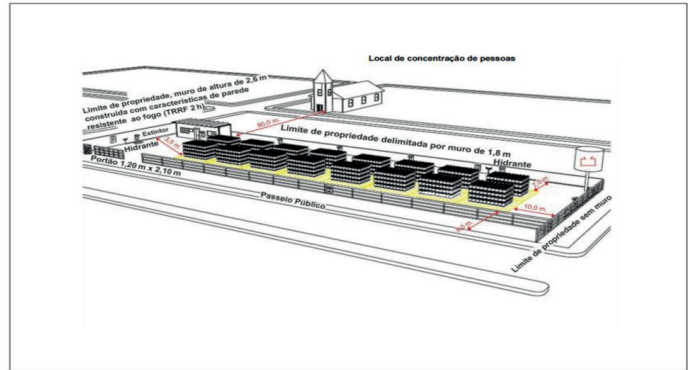 Local de concentração de pessoas
Limite de propriedade, muro de altura de 2,6 m
construida com características de parede
resistente ao fogo (TRRF 2 h)
90,0 m.
Extintor
Hidrante
Limite de propriedade delimitada por muro de 1,8 m
Hidrante
Portão 1,20 m x 2,10 m
Passeio Público
10,0 m.
Limite de propriedade sem muro